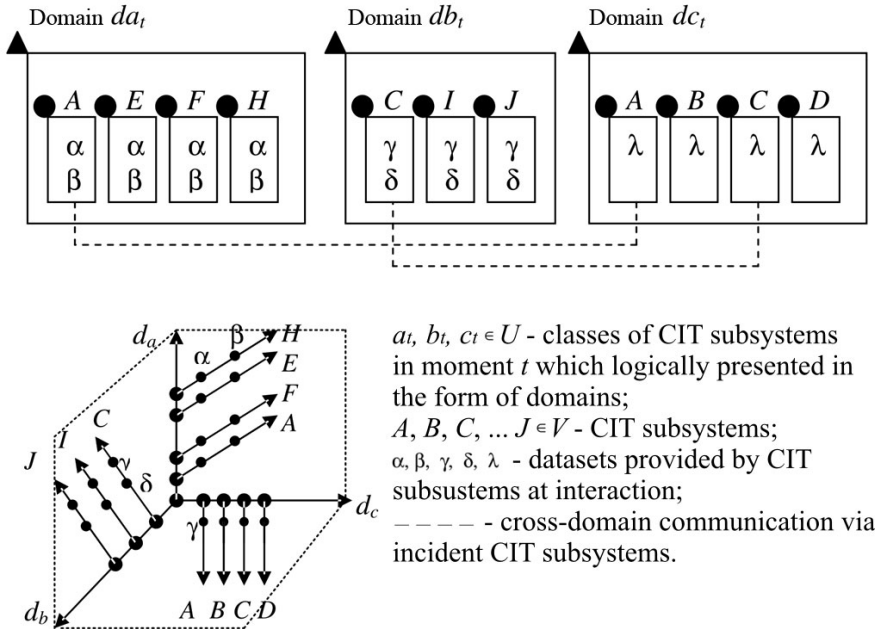 Domain da_t Domain db_t Domain dc_t
A E F H C I J A B C D
α α α α γ γ γ λ λ λ λ
β β β β δ δ δ
d_a α β H
E
F
A
J I C γ δ
d_c
γ
d_b A B C D
a_t, b_t, c_t ∈ U - classes of CIT subsystems
in moment t which logically presented in
the form of domains;
A, B, C, ... J ∈ V - CIT subsystems;
α, β, γ, δ, λ - datasets provided by CIT
subsustems at interaction;
– – – – - cross-domain communication via
incident CIT subsystems.